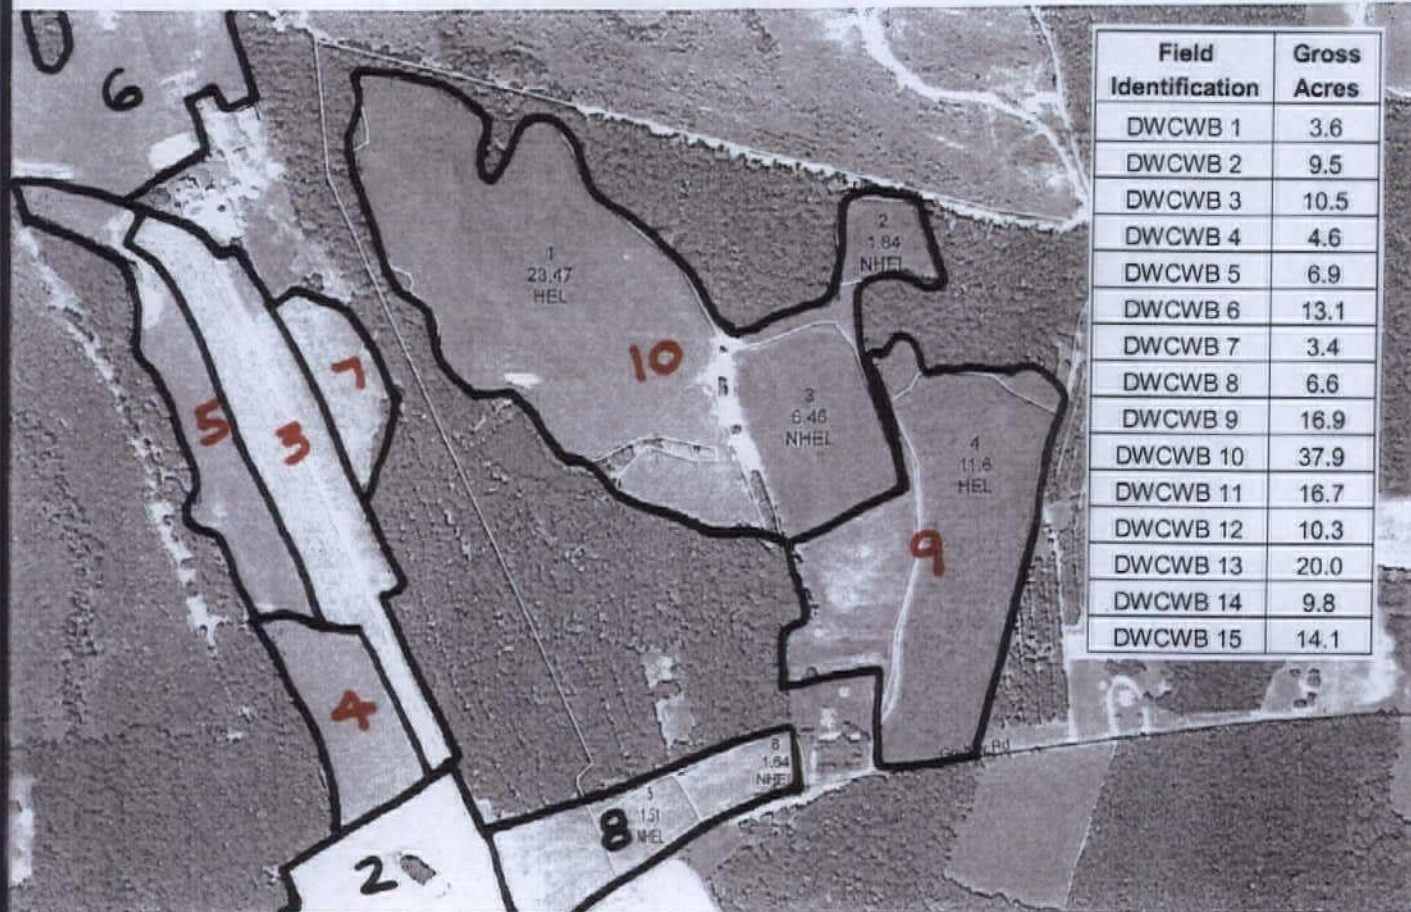 Field Identification Gross Acres
DWCWB 1 3.6
DWCWB 2 9.5
DWCWB 3 10.5
DWCWB 4 4.6
DWCWB 5 6.9
DWCWB 6 13.1
DWCWB 7 3.4
DWCWB 8 6.6
DWCWB 9 16.9
DWCWB 10 37.9
DWCWB 11 16.7
DWCWB 12 10.3
DWCWB 13 20.0
DWCWB 14 9.8
DWCWB 15 14.1
6
2
1.84
NHEL
1
23.47
HEL
10
7
5
3
3
6.46
NHEL
4
11.6
HEL
9
4
6
1.54
NHEL
5
1.51
NHEL
8
2
Rd